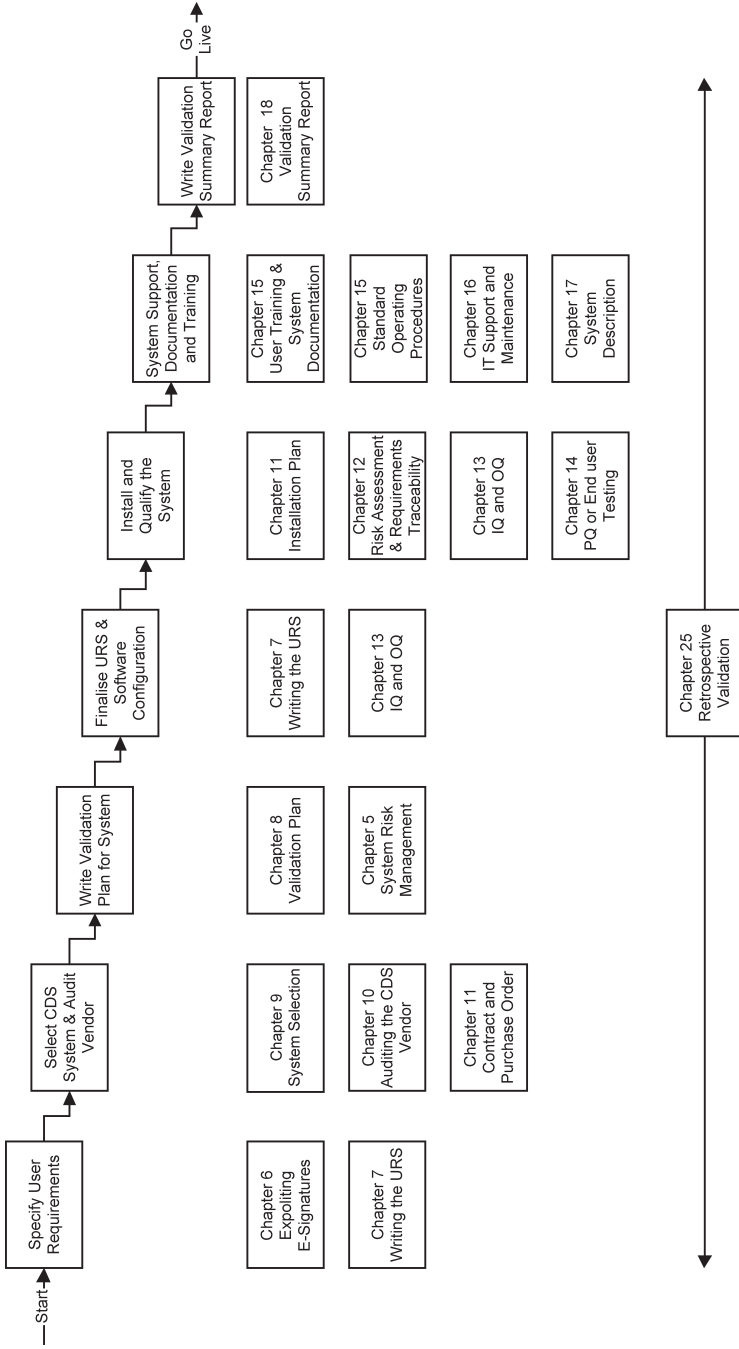 Start
Specify User
Requirements
Select CDS
System & Audit
Vendor
Write Validation
Plan for System
Finalise URS &
Software
Configuration
Install and
Qualify the
System
System Support,
Documentation
and Training
Write Validation
Summary Report
Go
Live
Chapter 6
Expoliting
E-Signatures
Chapter 7
Writing the URS
Chapter 9
System Selection
Chapter 10
Auditing the CDS
Vendor
Chapter 11
Contract and
Purchase Order
Chapter 8
Validation Plan
Chapter 5
System Risk
Management
Chapter 7
Writing the URS
Chapter 13
IQ and OQ
Chapter 11
Installation Plan
Chapter 12
Risk Assessment
& Requirements
Traceability
Chapter 13
IQ and OQ
Chapter 14
PQ or End user
Testing
Chapter 15
User Training &
System
Documentation
Chapter 15
Standard
Operating
Procedures
Chapter 16
IT Support and
Maintenance
Chapter 17
System
Description
Chapter 18
Validation
Summary Report
Chapter 25
Retrospective
Validation